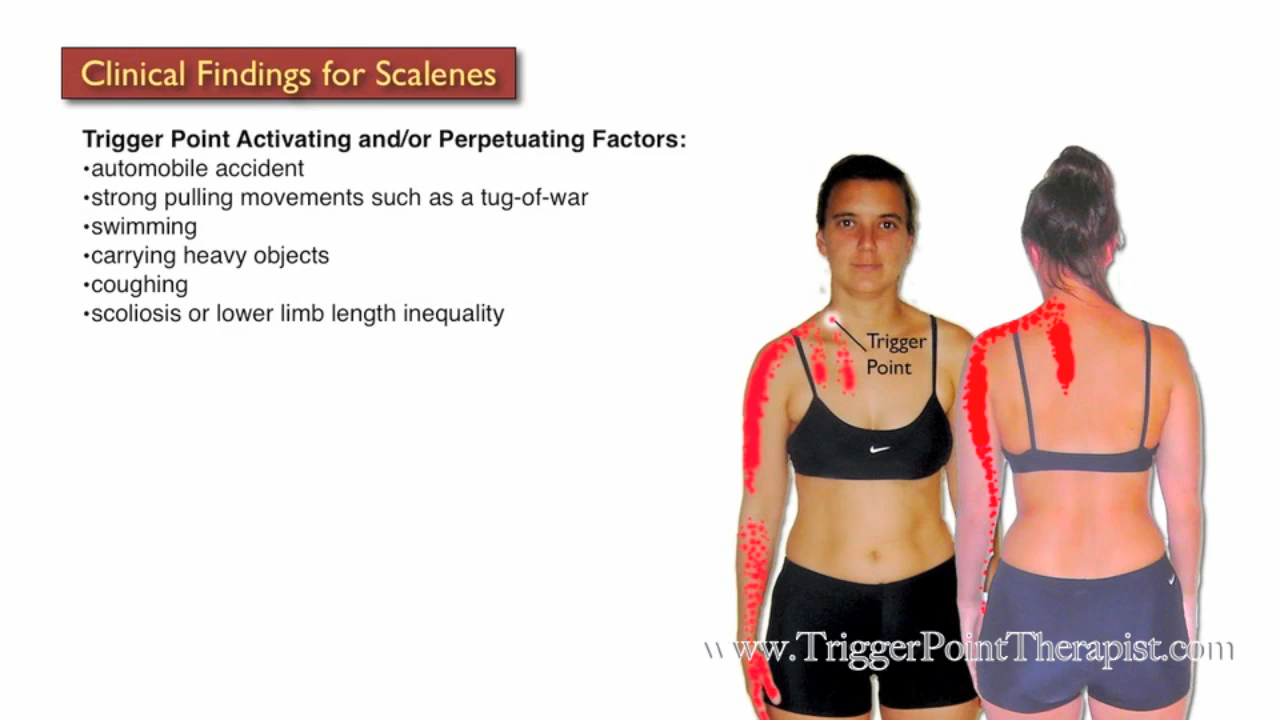 Clinical Findings for Scalenes
Trigger Point Activating and/or Perpetuating Factors:
•automobile accident
•strong pulling movements such as a tug-of-war
•swimming
•carrying heavy objects
•coughing
•scoliosis or lower limb length inequality
Trigger
Point
www.TriggerPointTherapist.com